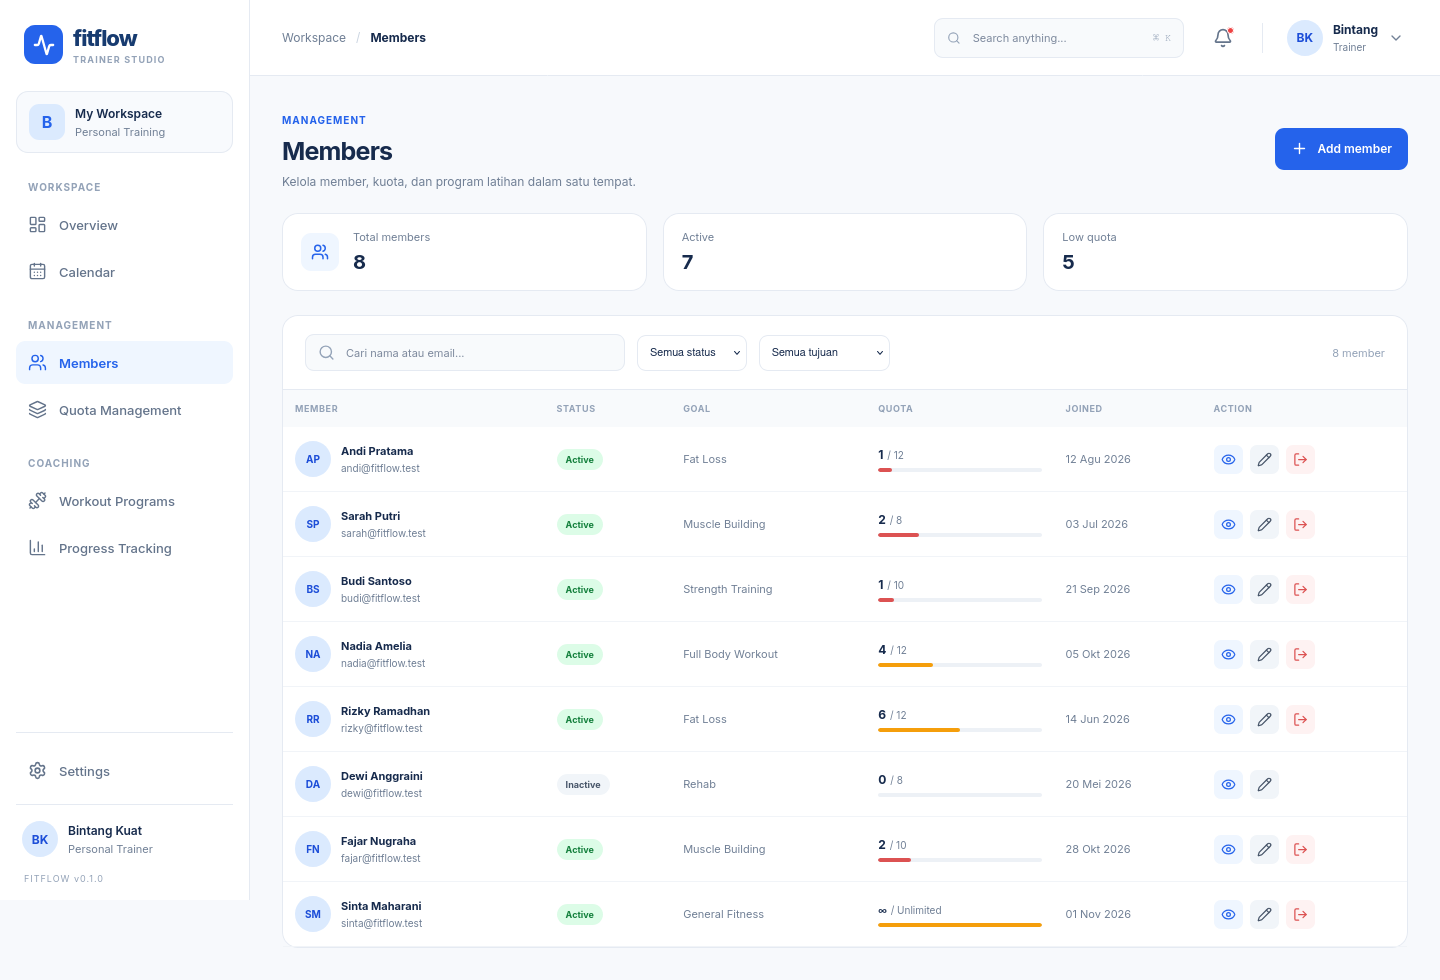 fitflow
TRAINER STUDIO
B
My Workspace
Personal Training
WORKSPACE
Overview
Calendar
MANAGEMENT
Members
Quota Management
COACHING
Workout Programs
Progress Tracking
Settings
BK
Bintang Kuat
Personal Trainer
FITFLOW v0.1.0
Workspace / Members
Search anything... ⌘ K
BK
Bintang
Trainer
MANAGEMENT
Members
Kelola member, kuota, dan program latihan dalam satu tempat.
Add member
Total members
8
Active
7
Low quota
5
Cari nama atau email...
Semua status
Semua tujuan
8 member
MEMBER STATUS GOAL QUOTA JOINED ACTION
AP Andi Pratama
andi@fitflow.test
Active Fat Loss 1 / 12 12 Agu 2026
SP Sarah Putri
sarah@fitflow.test
Active Muscle Building 2 / 8 03 Jul 2026
BS Budi Santoso
budi@fitflow.test
Active Strength Training 1 / 10 21 Sep 2026
NA Nadia Amelia
nadia@fitflow.test
Active Full Body Workout 4 / 12 05 Okt 2026
RR Rizky Ramadhan
rizky@fitflow.test
Active Fat Loss 6 / 12 14 Jun 2026
DA Dewi Anggraini
dewi@fitflow.test
Inactive Rehab 0 / 8 20 Mei 2026
FN Fajar Nugraha
fajar@fitflow.test
Active Muscle Building 2 / 10 28 Okt 2026
SM Sinta Maharani
sinta@fitflow.test
Active General Fitness ∞ / Unlimited 01 Nov 2026